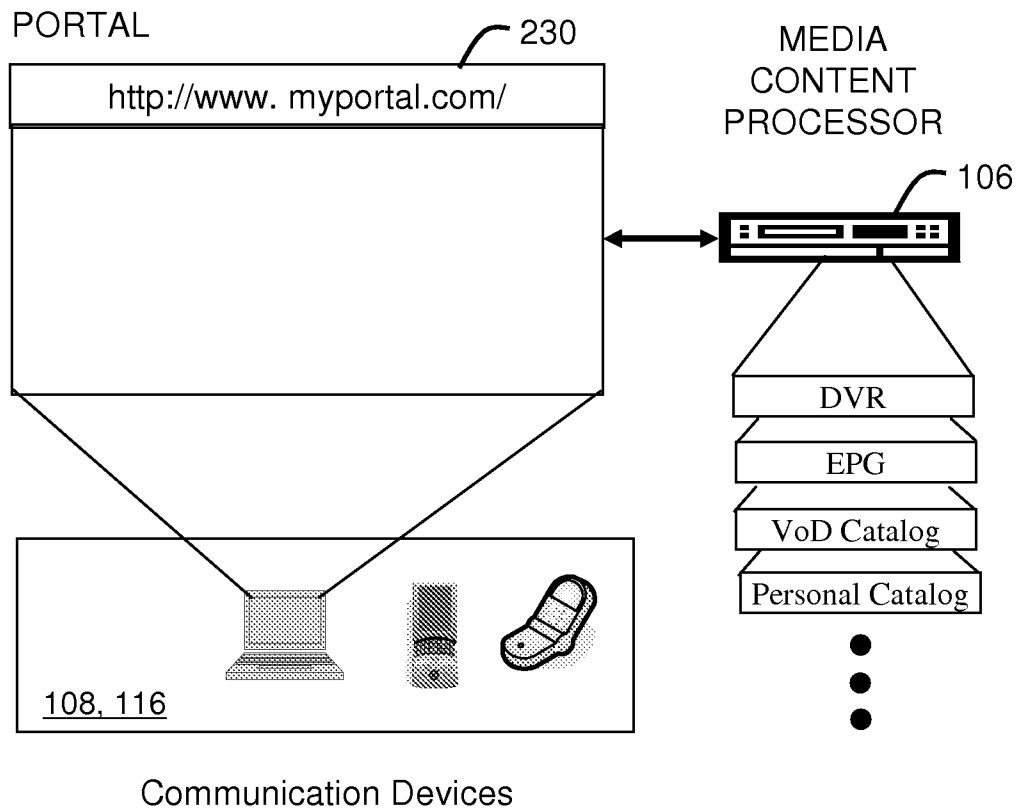 PORTAL
230
http://www. myportal.com/
MEDIA
CONTENT
PROCESSOR
106
DVR
EPG
VoD Catalog
Personal Catalog
108, 116
Communication Devices